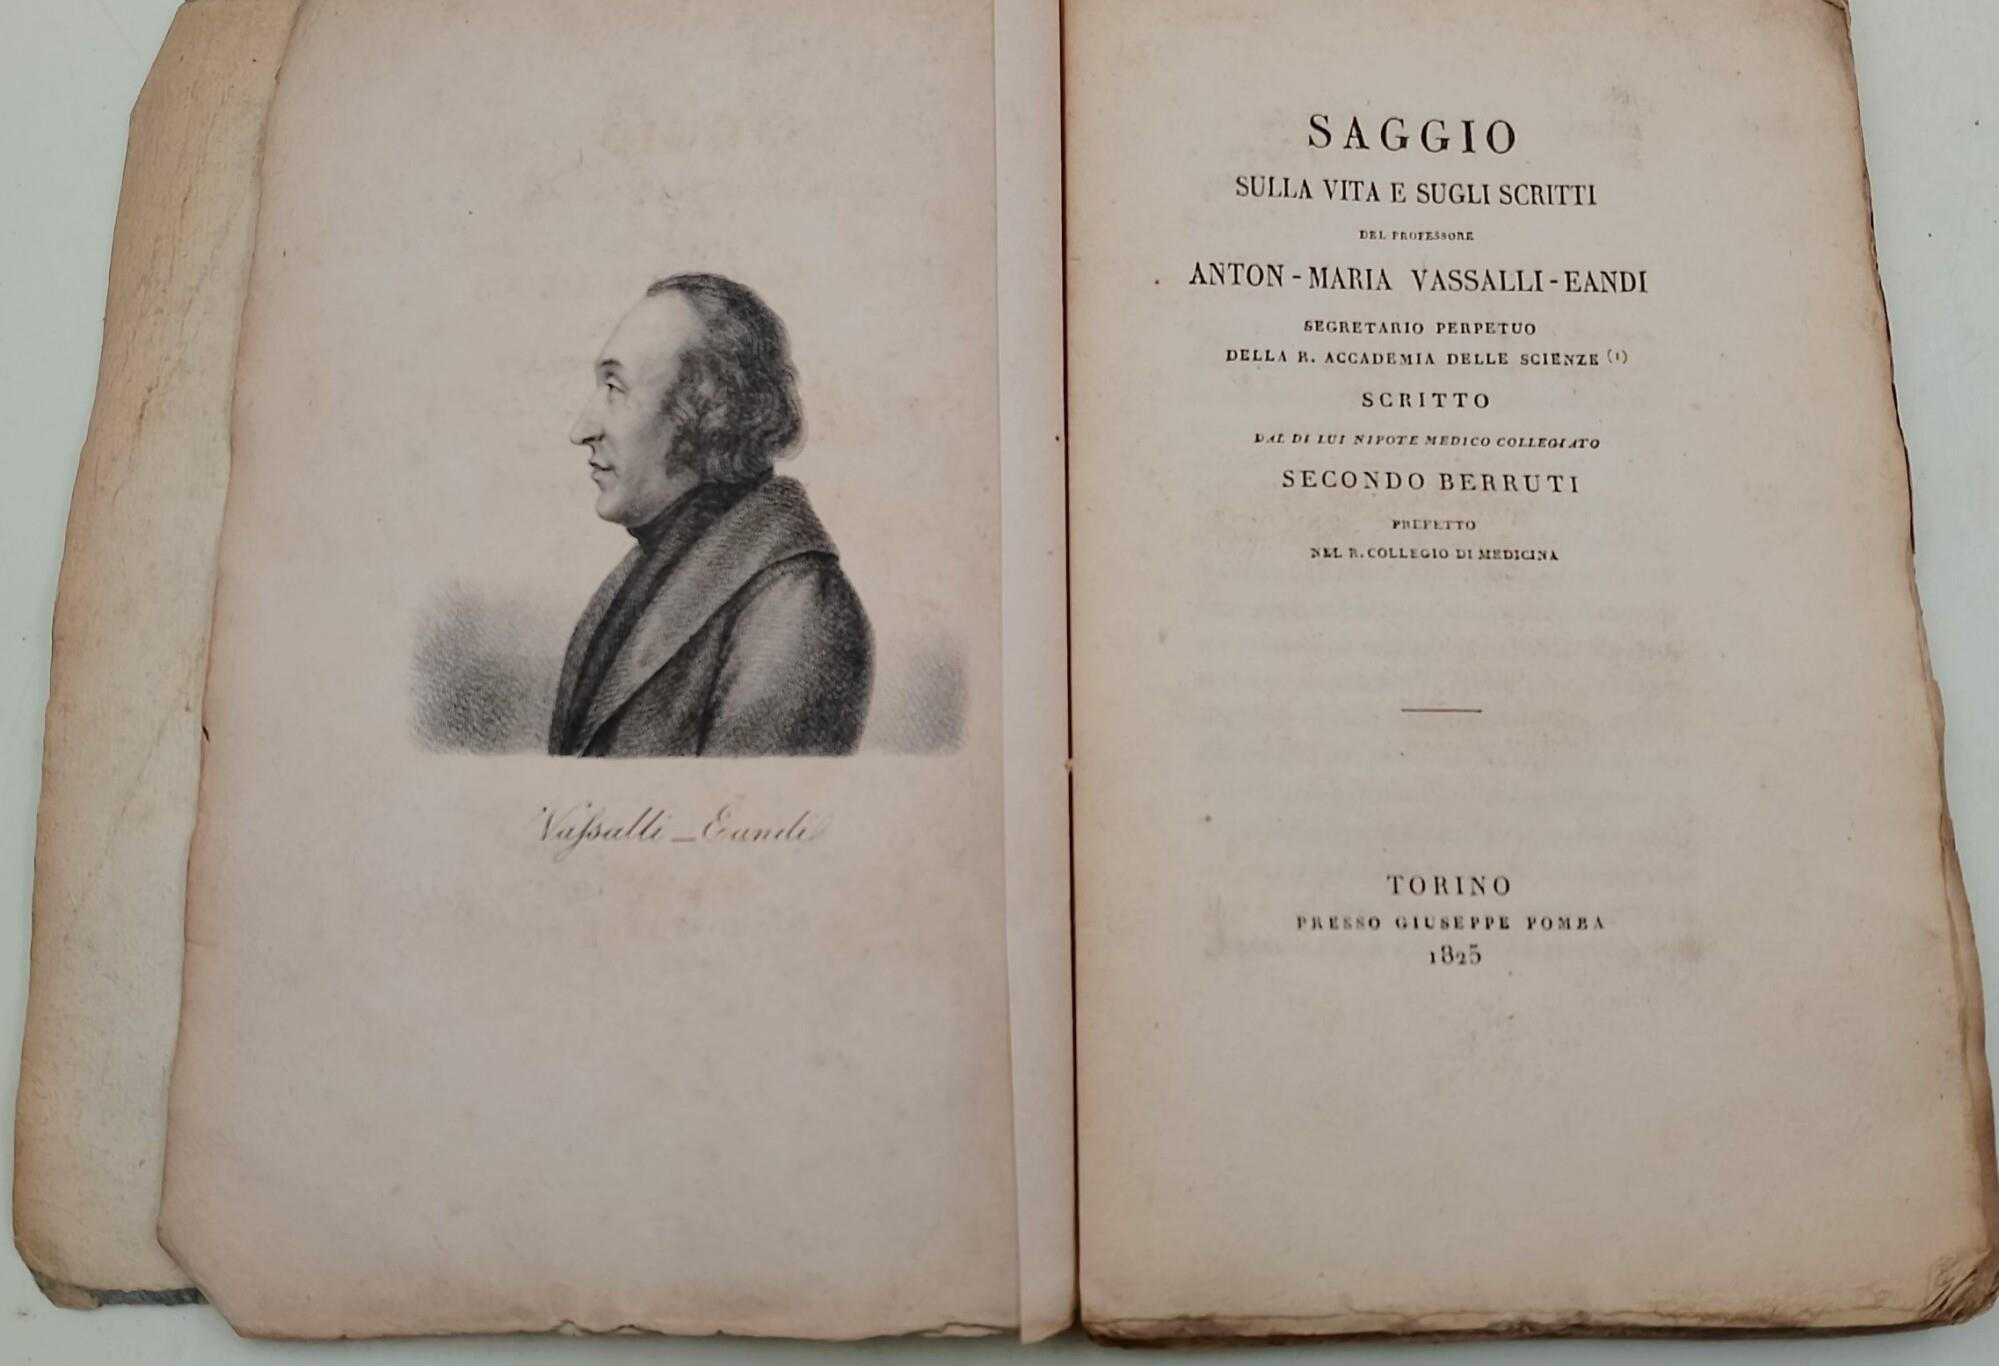 Vassalli - Eandi
SAGGIO
SULLA VITA E SUGLI SCRITTI
DEL PROFESSORE
ANTON - MARIA VASSALLI - EANDI
SEGRETARIO PERPETUO
DELLA R. ACCADEMIA DELLE SCIENZE (1)
SCRITTO
DAL DI LUI NIPOTE MEDICO COLLEGIATO
SECONDO BERRUTI
PREFETTO
NEL R. COLLEGIO DI MEDICINA
TORINO
PRESSO GIUSEPPE POMBA
1825